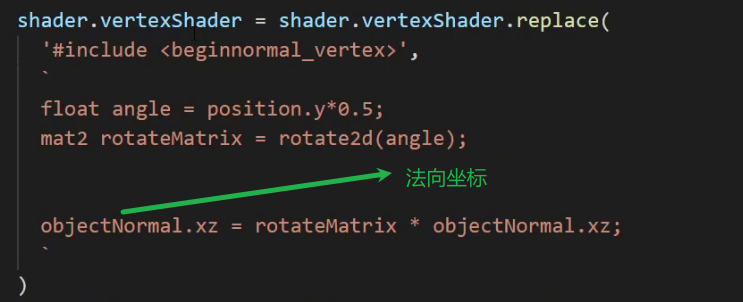 shader.vertexShader = shader.vertexShader.replace(
'#include <beginnormal_vertex>',
`
float angle = position.y*0.5;
mat2 rotateMatrix = rotate2d(angle);
法向坐标
objectNormal.xz = rotateMatrix * objectNormal.xz;
`
)